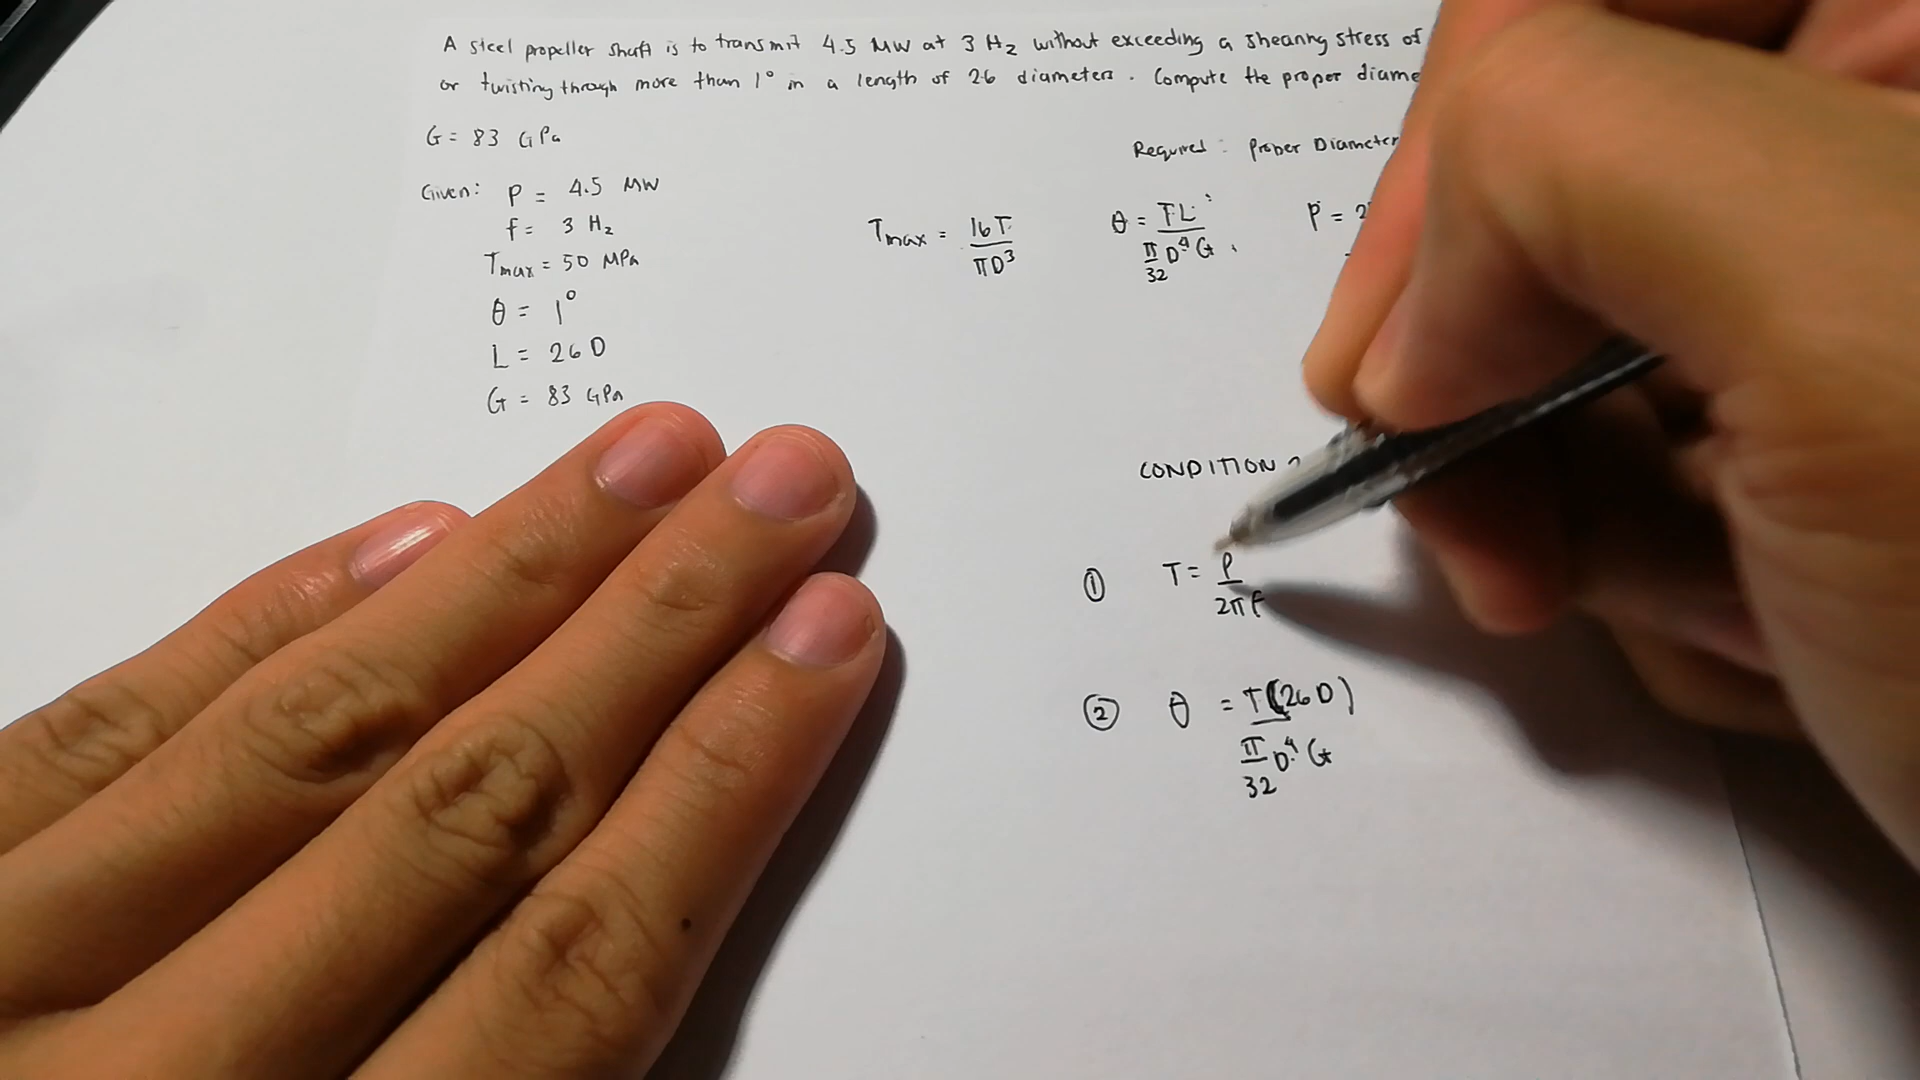 A steel propeller shaft is to transmit 4.5 MW at 3 Hz without exceeding a shearing stress of
or twisting through more than 1° in a length of 26 diameters. Compute the proper diame
G = 83 GPa
Required: Proper Diameter
Given: P = 4.5 MW
f = 3 Hz
Tmax = 50 MPa
θ = 1°
L = 26 D
G = 83 GPa
Tmax = 16T / πD³
θ = TL / π/32 D⁴ G
P = 2
CONDITION 2
① T = P / 2πf
② θ = T(26D) / π/32 D⁴ G